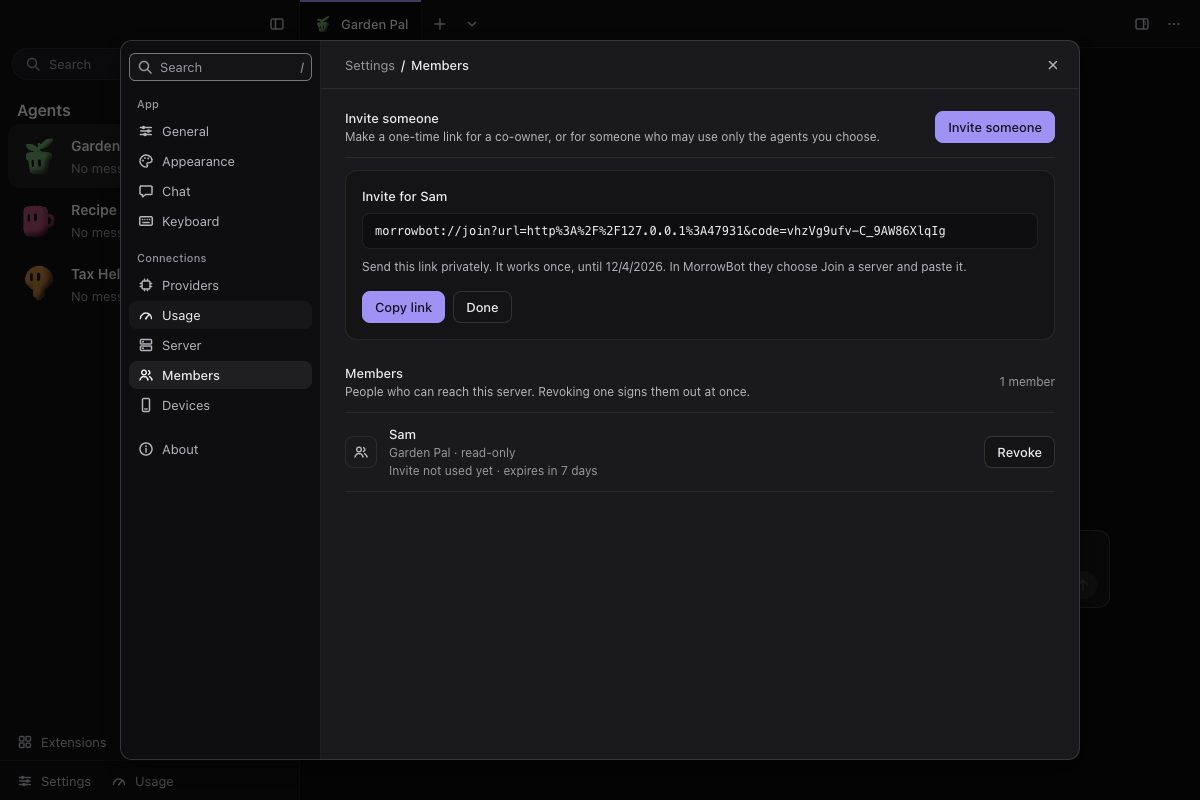 Garden Pal
Search
Agents
Garden
No mess
Recipe
No mess
Tax Hel
No mess
Extensions
Settings
Usage
Search /
App
General
Appearance
Chat
Keyboard
Connections
Providers
Usage
Server
Members
Devices
About
Settings / Members
Invite someone
Make a one-time link for a co-owner, or for someone who may use only the agents you choose.
Invite someone
Invite for Sam
morrowbot://join?url=http%3A%2F%2F127.0.0.1%3A47931&code=vhzVg9ufv-C_9AW86XlqIg
Send this link privately. It works once, until 12/4/2026. In MorrowBot they choose Join a server and paste it.
Copy link
Done
Members
People who can reach this server. Revoking one signs them out at once.
1 member
Sam
Garden Pal · read-only
Invite not used yet · expires in 7 days
Revoke